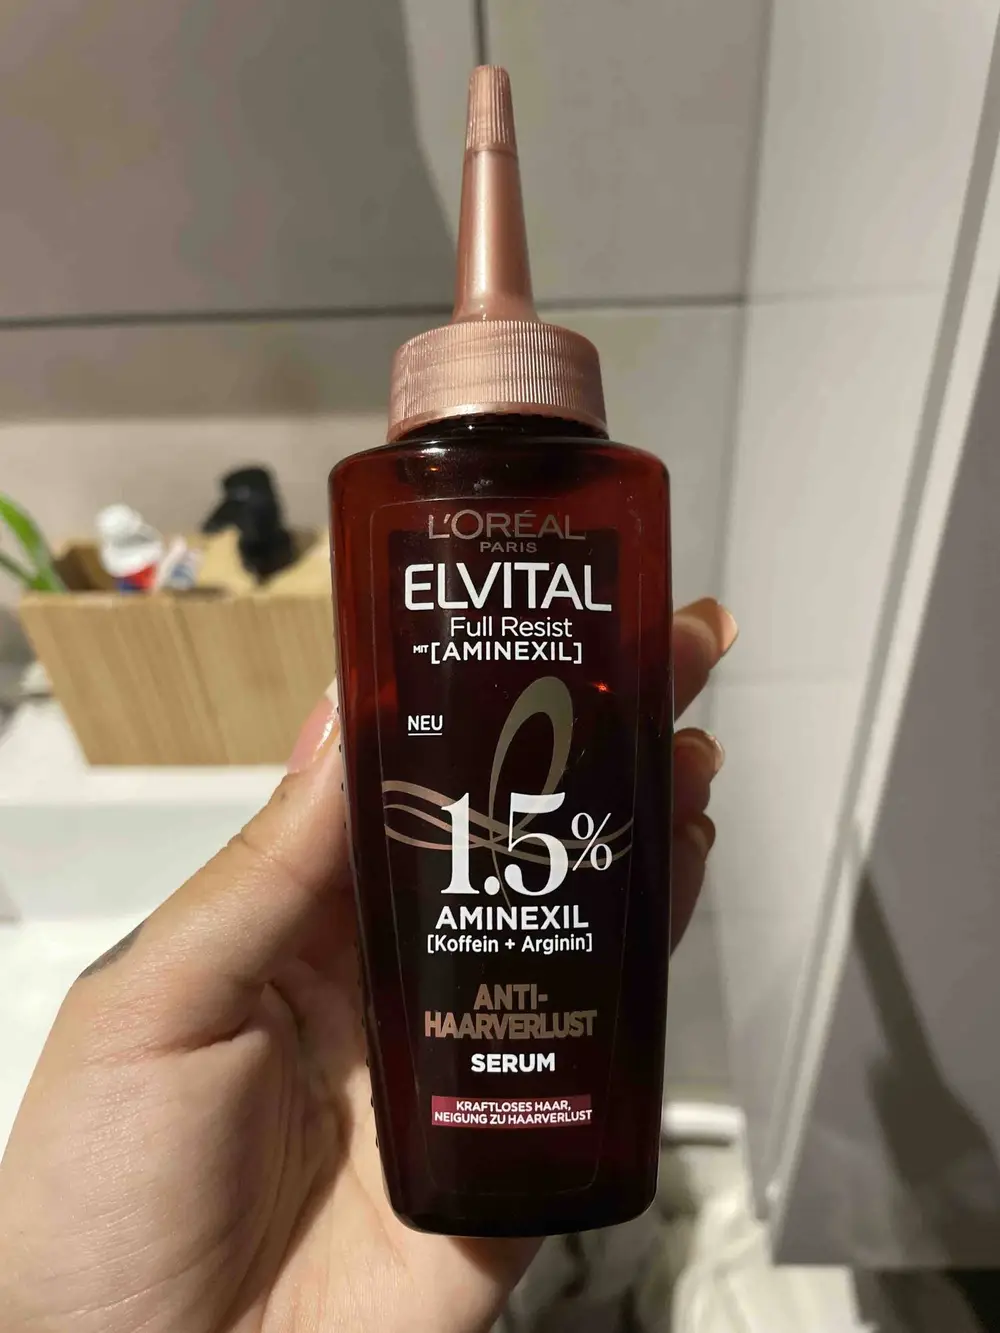 L'ORÉAL
PARIS
ELVITAL
Full Resist
MIT [AMINEXIL]
NEU
1.5%
AMINEXIL
[Koffein + Arginin]
ANTI-
HAARVERLUST
SERUM
KRAFTLOSES HAAR,
NEIGUNG ZU HAARVERLUST